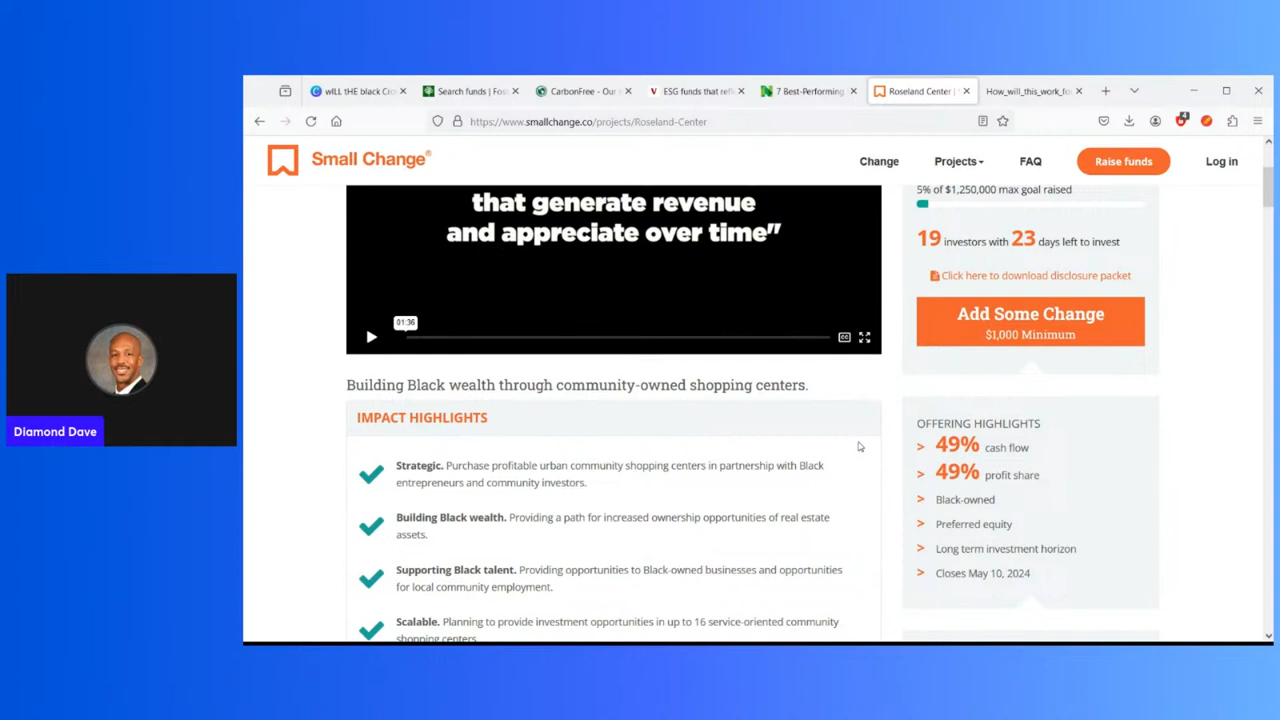 wILL tHE black Cro
Search funds | Fos
CarbonFree - Our
ESG funds that refl
7 Best-Performing
Roseland Center |
How_will_this_work_fo
https://www.smallchange.co/projects/Roseland-Center
4
Small Change®
Change
Projects
FAQ
Raise funds
Log in
that generate revenue
and appreciate over time"
01:36
CC
Building Black wealth through community-owned shopping centers.
IMPACT HIGHLIGHTS
Strategic. Purchase profitable urban community shopping centers in partnership with Black
entrepreneurs and community investors.
Building Black wealth. Providing a path for increased ownership opportunities of real estate
assets.
Supporting Black talent. Providing opportunities to Black-owned businesses and opportunities
for local community employment.
Scalable. Planning to provide investment opportunities in up to 16 service-oriented community
shopping centers.
5% of $1,250,000 max goal raised
19 investors with 23 days left to invest
Click here to download disclosure packet
Add Some Change
$1,000 Minimum
OFFERING HIGHLIGHTS
> 49% cash flow
> 49% profit share
> Black-owned
> Preferred equity
> Long term investment horizon
> Closes May 10, 2024
Diamond Dave